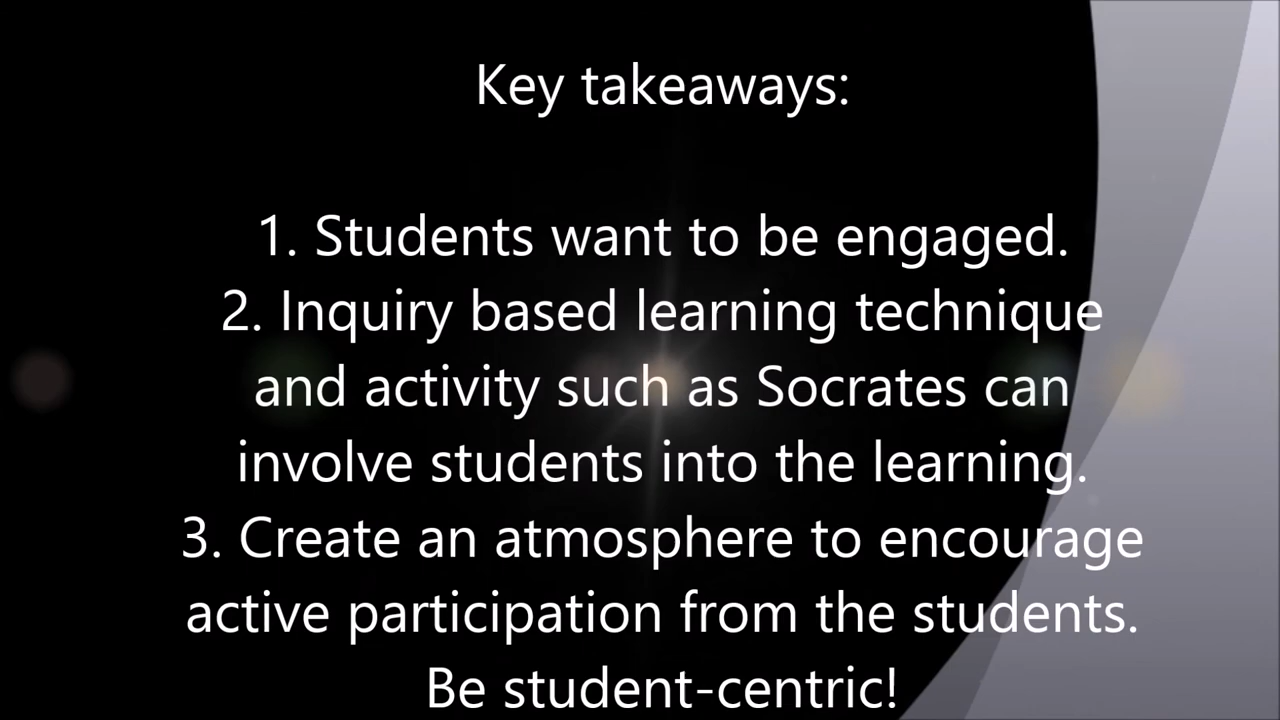 Key takeaways:
1. Students want to be engaged.
2. Inquiry based learning technique
and activity such as Socrates can
involve students into the learning.
3. Create an atmosphere to encourage
active participation from the students.
Be student-centric!